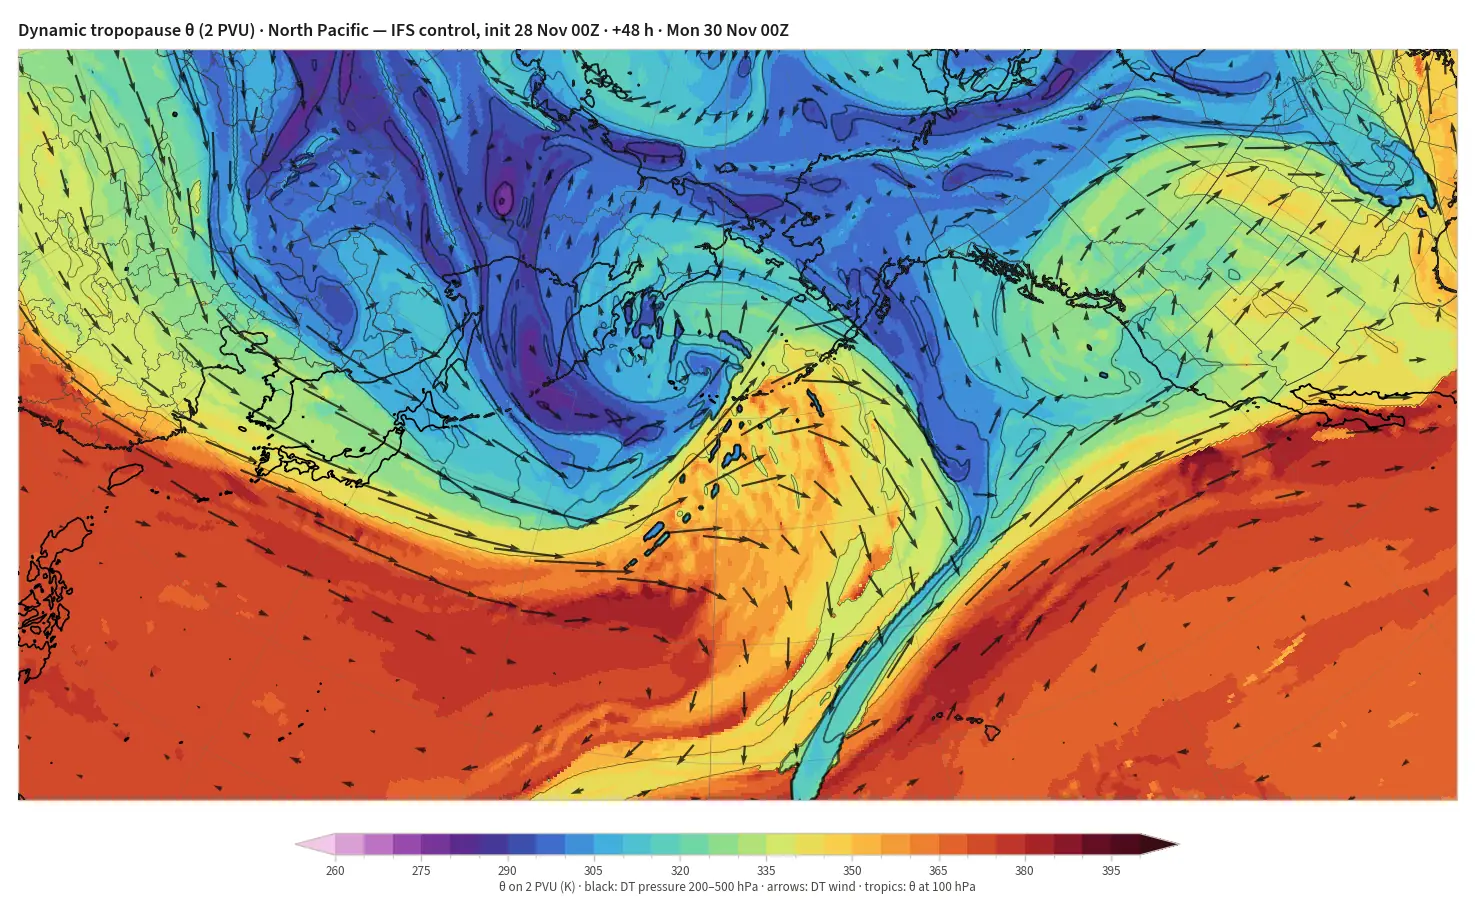 Dynamic tropopause θ (2 PVU) · North Pacific — IFS control, init 28 Nov 00Z · +48 h · Mon 30 Nov 00Z
260 275 290 305 320 335 350 365 380 395
θ on 2 PVU (K) · black: DT pressure 200–500 hPa · arrows: DT wind · tropics: θ at 100 hPa